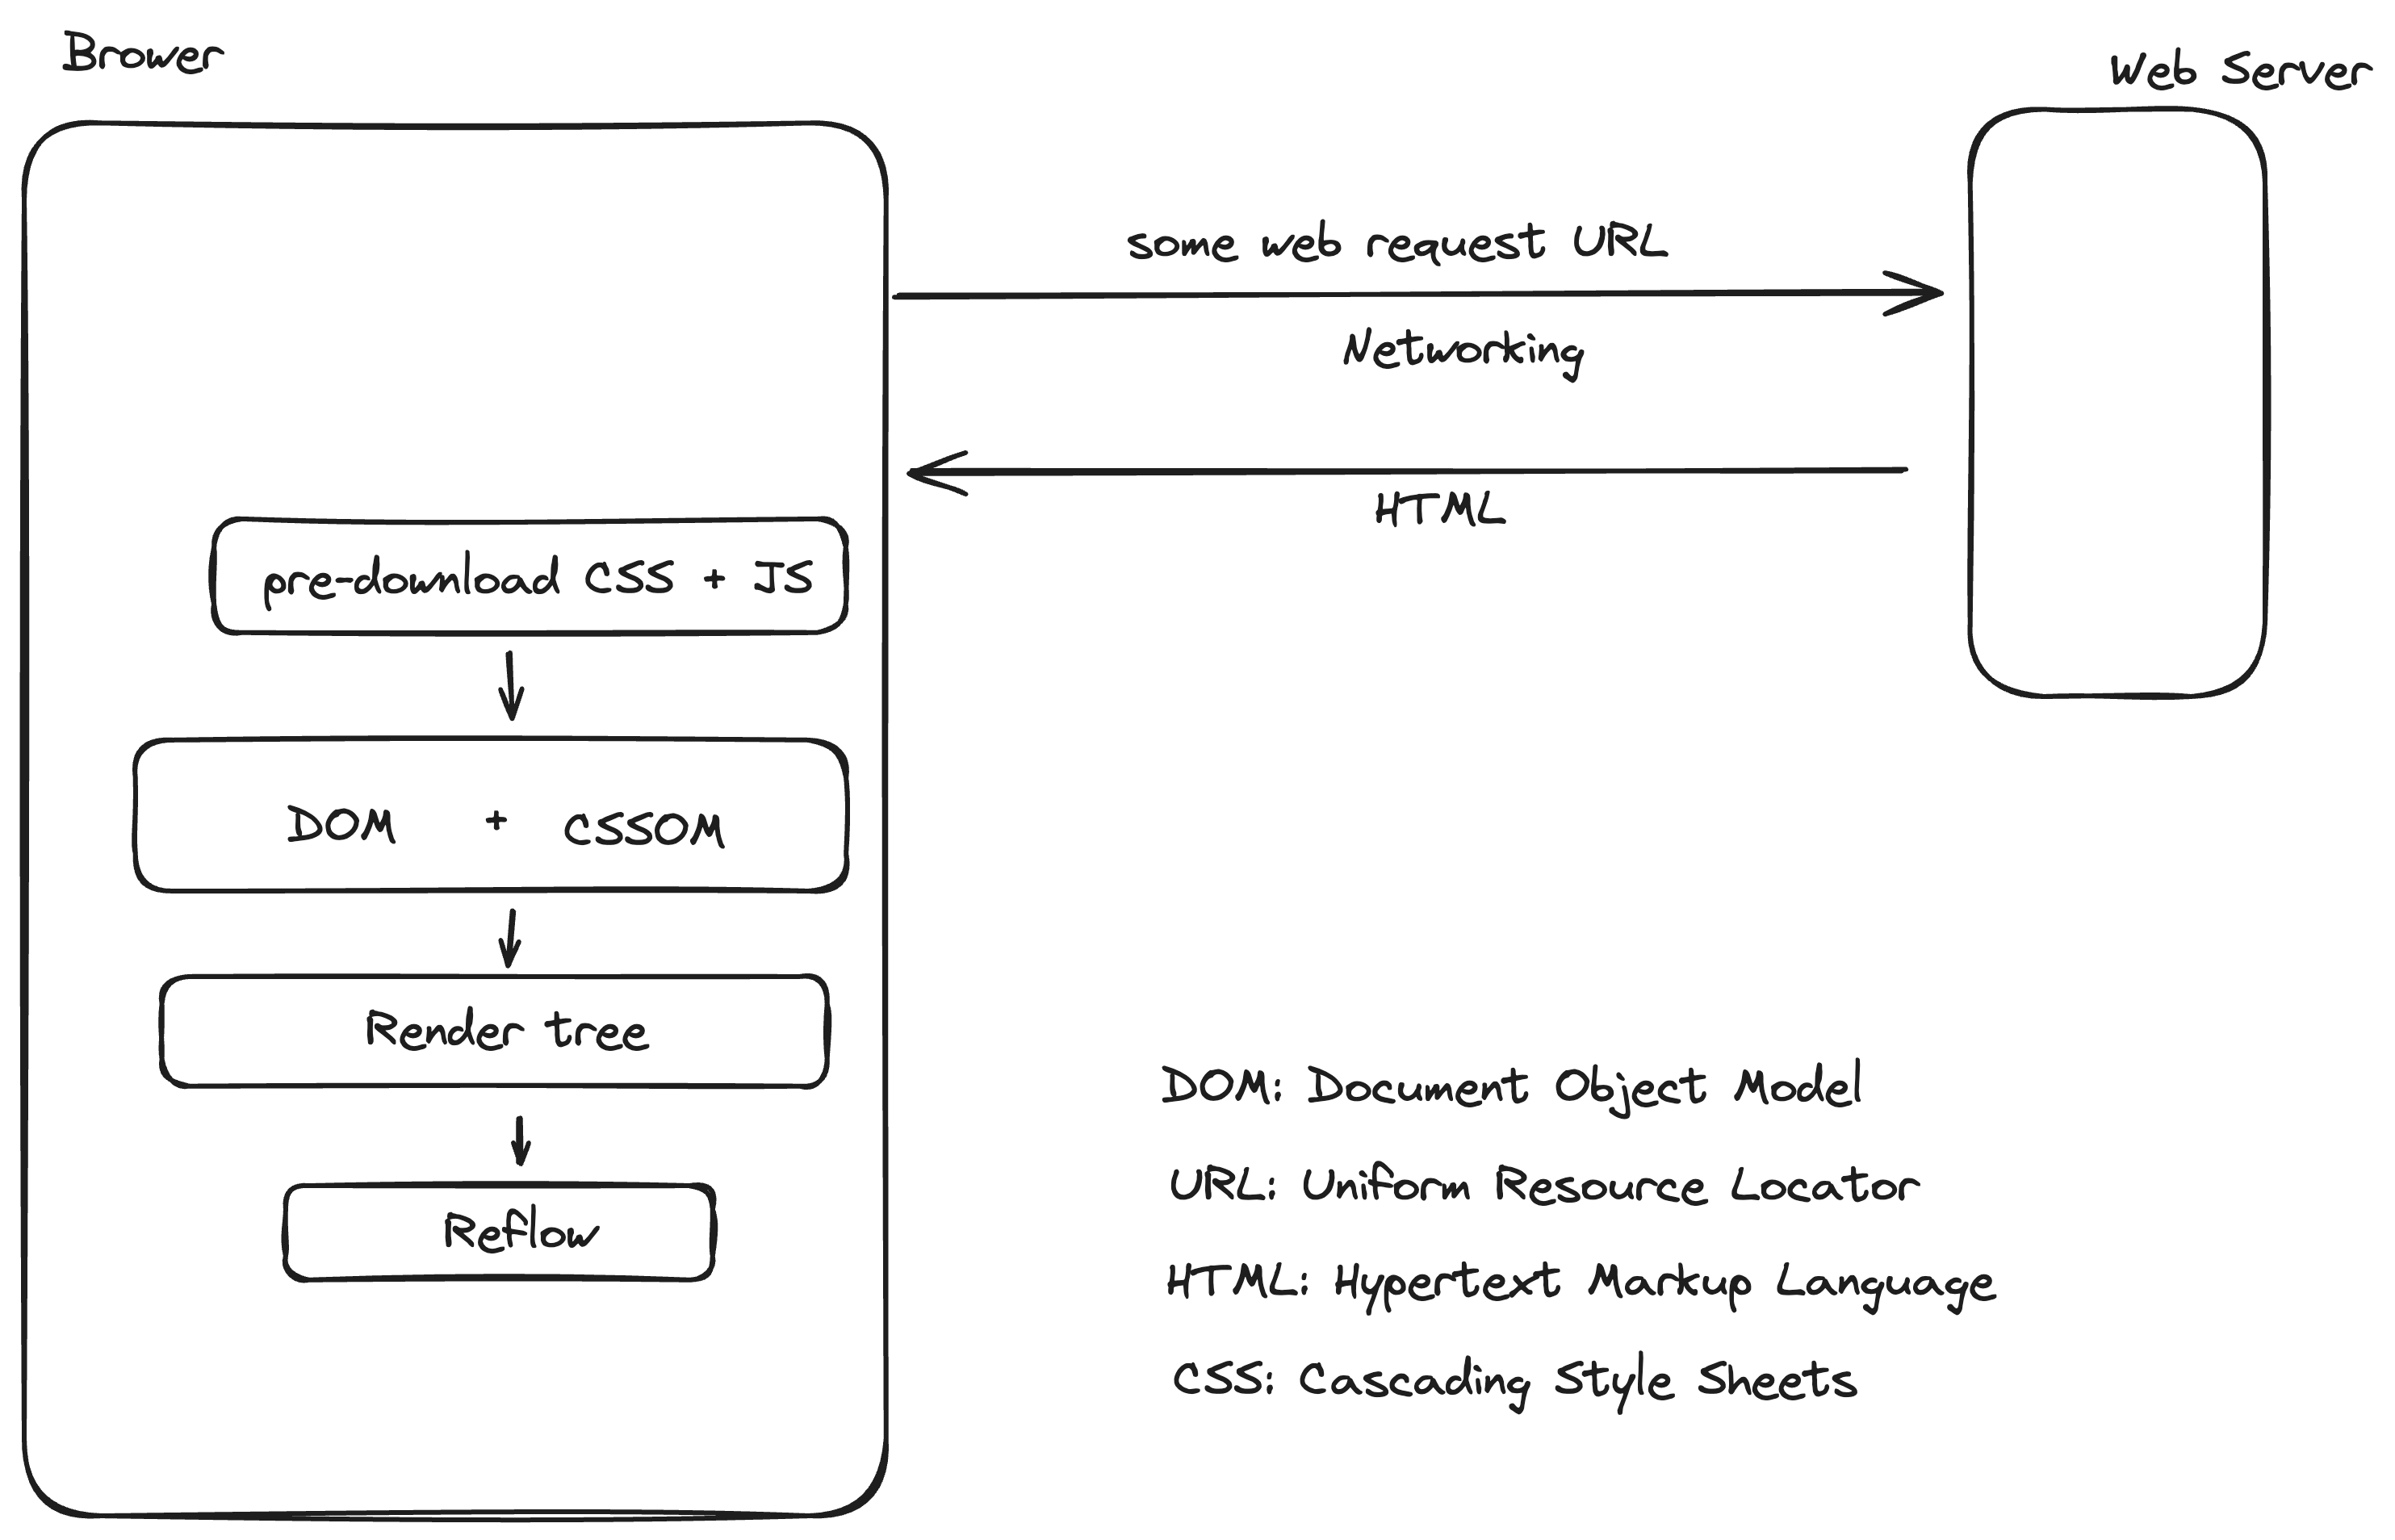 Brower
Web Server
some web request URL
Networking
HTML
pre-download CSS + JS
DOM + CSSOM
Render tree
Reflow
DOM: Document Object Model
URL: Uniform Resource Locator
HTML: Hypertext Markup Language
CSS: Cascading Style Sheets